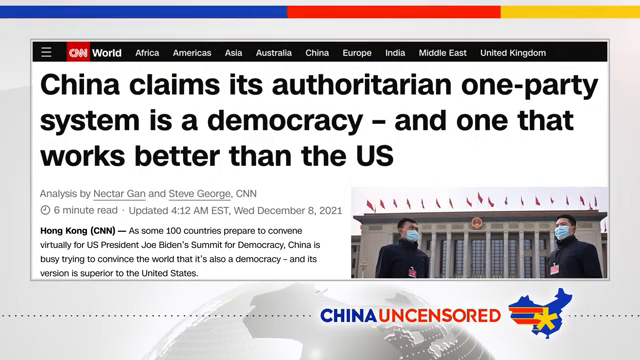 CNN World Africa Americas Asia Australia China Europe India Middle East United Kingdom
China claims its authoritarian one-party
system is a democracy – and one that
works better than the US
Analysis by Nectar Gan and Steve George, CNN
6 minute read · Updated 4:12 AM EST, Wed December 8, 2021
Hong Kong (CNN) — As some 100 countries prepare to convene
virtually for US President Joe Biden's Summit for Democracy, China is
busy trying to convince the world that it's also a democracy – and its
version is superior to the United States.
CHINAUNCENSORED